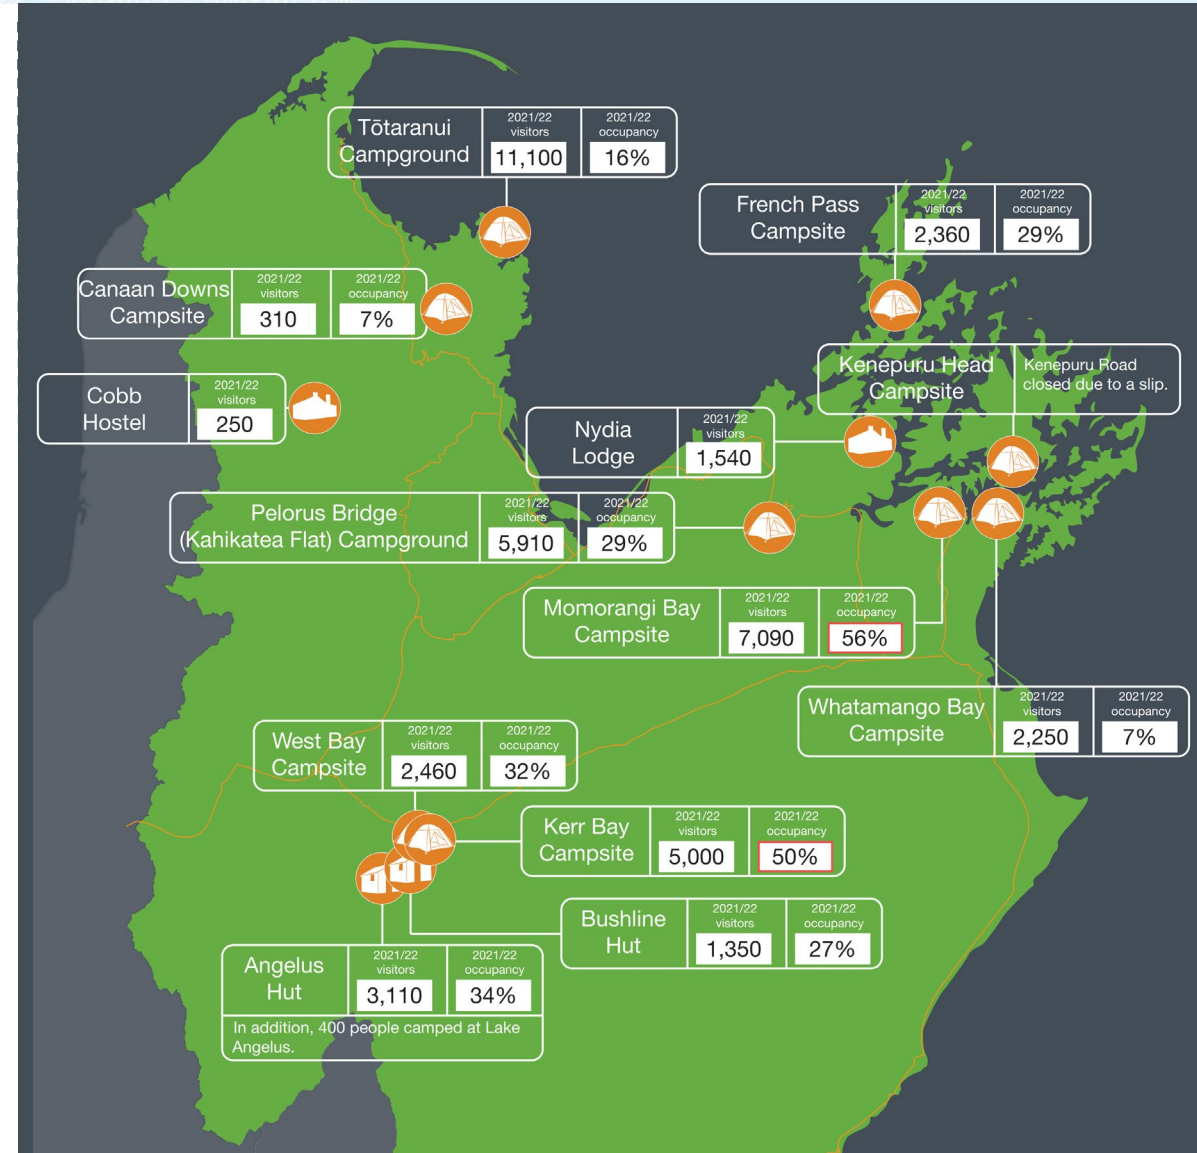 Tōtaranui
Campground
2021/22
visitors
11,100
2021/22
occupancy
16%
French Pass
Campsite
2021/22
visitors
2,360
2021/22
occupancy
29%
Canaan Downs
Campsite
2021/22
visitors
310
2021/22
occupancy
7%
Kenepuru Head
Campsite
Kenepuru Road
closed due to a slip.
Cobb
Hostel
2021/22
visitors
250
Nydia
Lodge
2021/22
visitors
1,540
Pelorus Bridge
(Kahikatea Flat) Campground
2021/22
visitors
5,910
2021/22
occupancy
29%
Momorangi Bay
Campsite
2021/22
visitors
7,090
2021/22
occupancy
56%
Whatamango Bay
Campsite
2021/22
visitors
2,250
2021/22
occupancy
7%
West Bay
Campsite
2021/22
visitors
2,460
2021/22
occupancy
32%
Kerr Bay
Campsite
2021/22
visitors
5,000
2021/22
occupancy
50%
Bushline
Hut
2021/22
visitors
1,350
2021/22
occupancy
27%
Angelus
Hut
2021/22
visitors
3,110
2021/22
occupancy
34%
In addition, 400 people camped at Lake
Angelus.